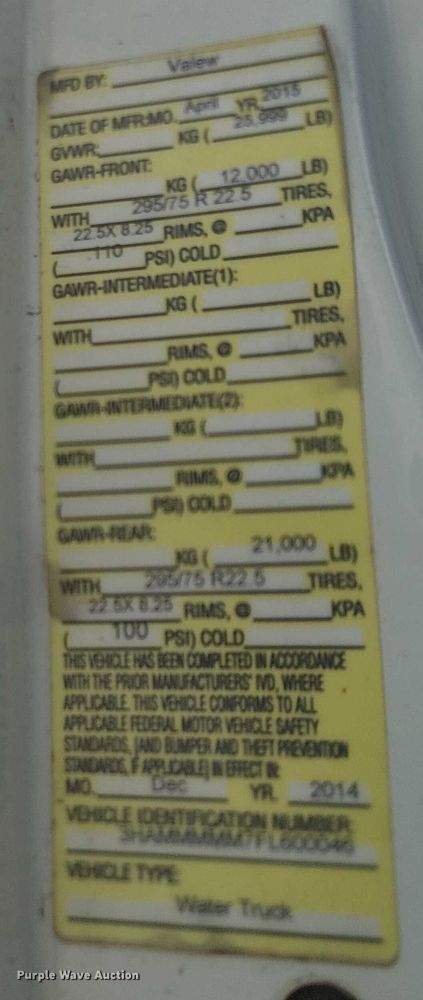 MFD BY: Valew
DATE OF MFR:MO. April YR. 2015
GVWR: KG ( 25,999 LB)
GAWR-FRONT:
KG ( 12,000 LB)
WITH 295/75 R 22.5 TIRES,
22.5X 8.25 RIMS, @ KPA
( .110 PSI) COLD
GAWR-INTERMEDIATE(1):
KG ( LB)
WITH TIRES,
RIMS, @ KPA
( PSI) COLD
GAWR-INTERMEDIATE(2):
KG ( LB)
WITH TIRES,
RIMS, @ KPA
( PSI) COLD
GAWR-REAR:
KG ( 21,000 LB)
WITH 295/75 R22.5 TIRES,
22.5X 8.25 RIMS, @ KPA
( 100 PSI) COLD
THIS VEHICLE HAS BEEN COMPLETED IN ACCORDANCE
WITH THE PRIOR MANUFACTURERS' IVD, WHERE
APPLICABLE. THIS VEHICLE CONFORMS TO ALL
APPLICABLE FEDERAL MOTOR VEHICLE SAFETY
STANDARDS, [AND BUMPER AND THEFT PREVENTION
STANDARDS, IF APPLICABLE] IN EFFECT IN:
MO. Dec YR. 2014
VEHICLE IDENTIFICATION NUMBER:
VEHICLE TYPE:
Water Truck
Purple Wave Auction